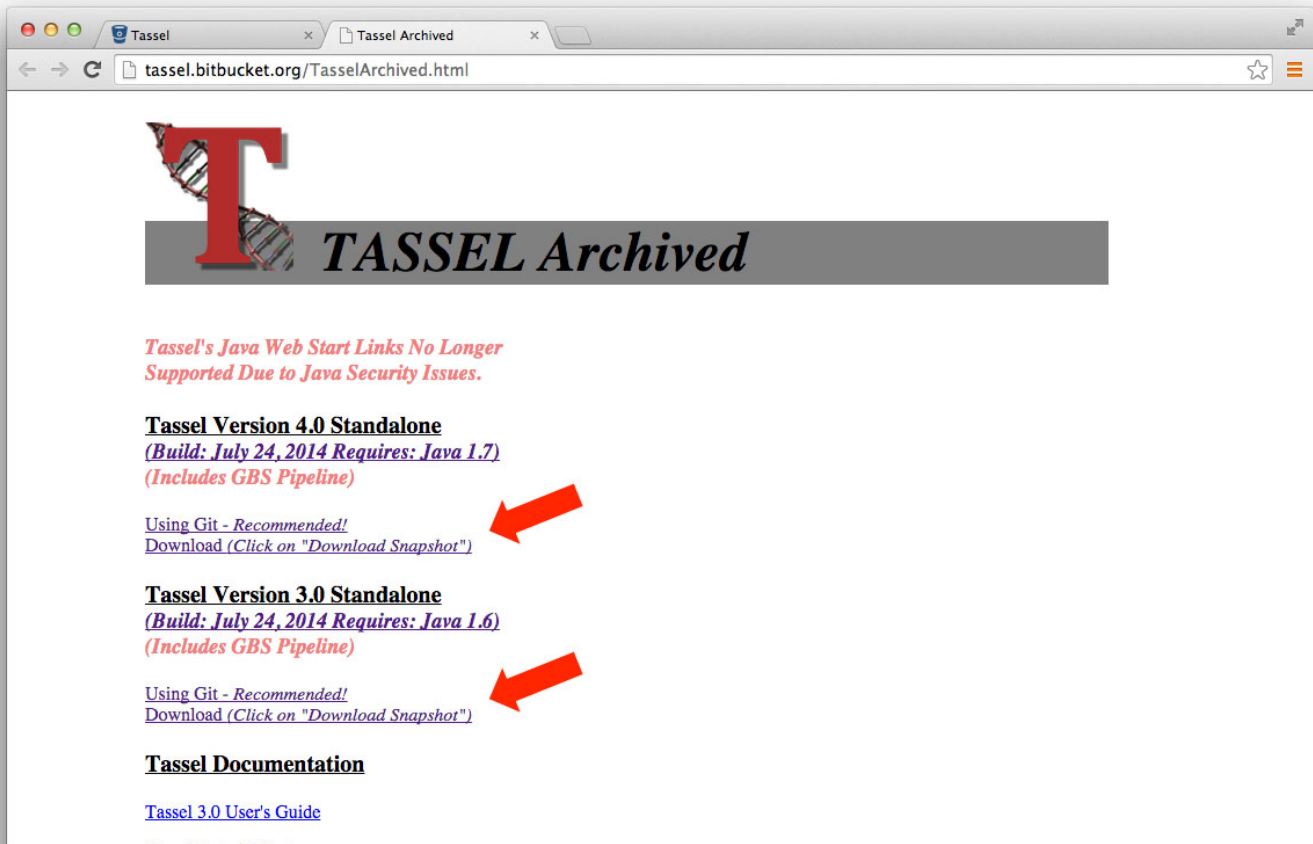 Tassel
Tassel Archived
tassel.bitbucket.org/TasselArchived.html
T
TASSEL Archived
Tassel's Java Web Start Links No Longer
Supported Due to Java Security Issues.
Tassel Version 4.0 Standalone
(Build: July 24, 2014 Requires: Java 1.7)
(Includes GBS Pipeline)
Using Git - Recommended!
Download (Click on "Download Snapshot")
Tassel Version 3.0 Standalone
(Build: July 24, 2014 Requires: Java 1.6)
(Includes GBS Pipeline)
Using Git - Recommended!
Download (Click on "Download Snapshot")
Tassel Documentation
Tassel 3.0 User's Guide